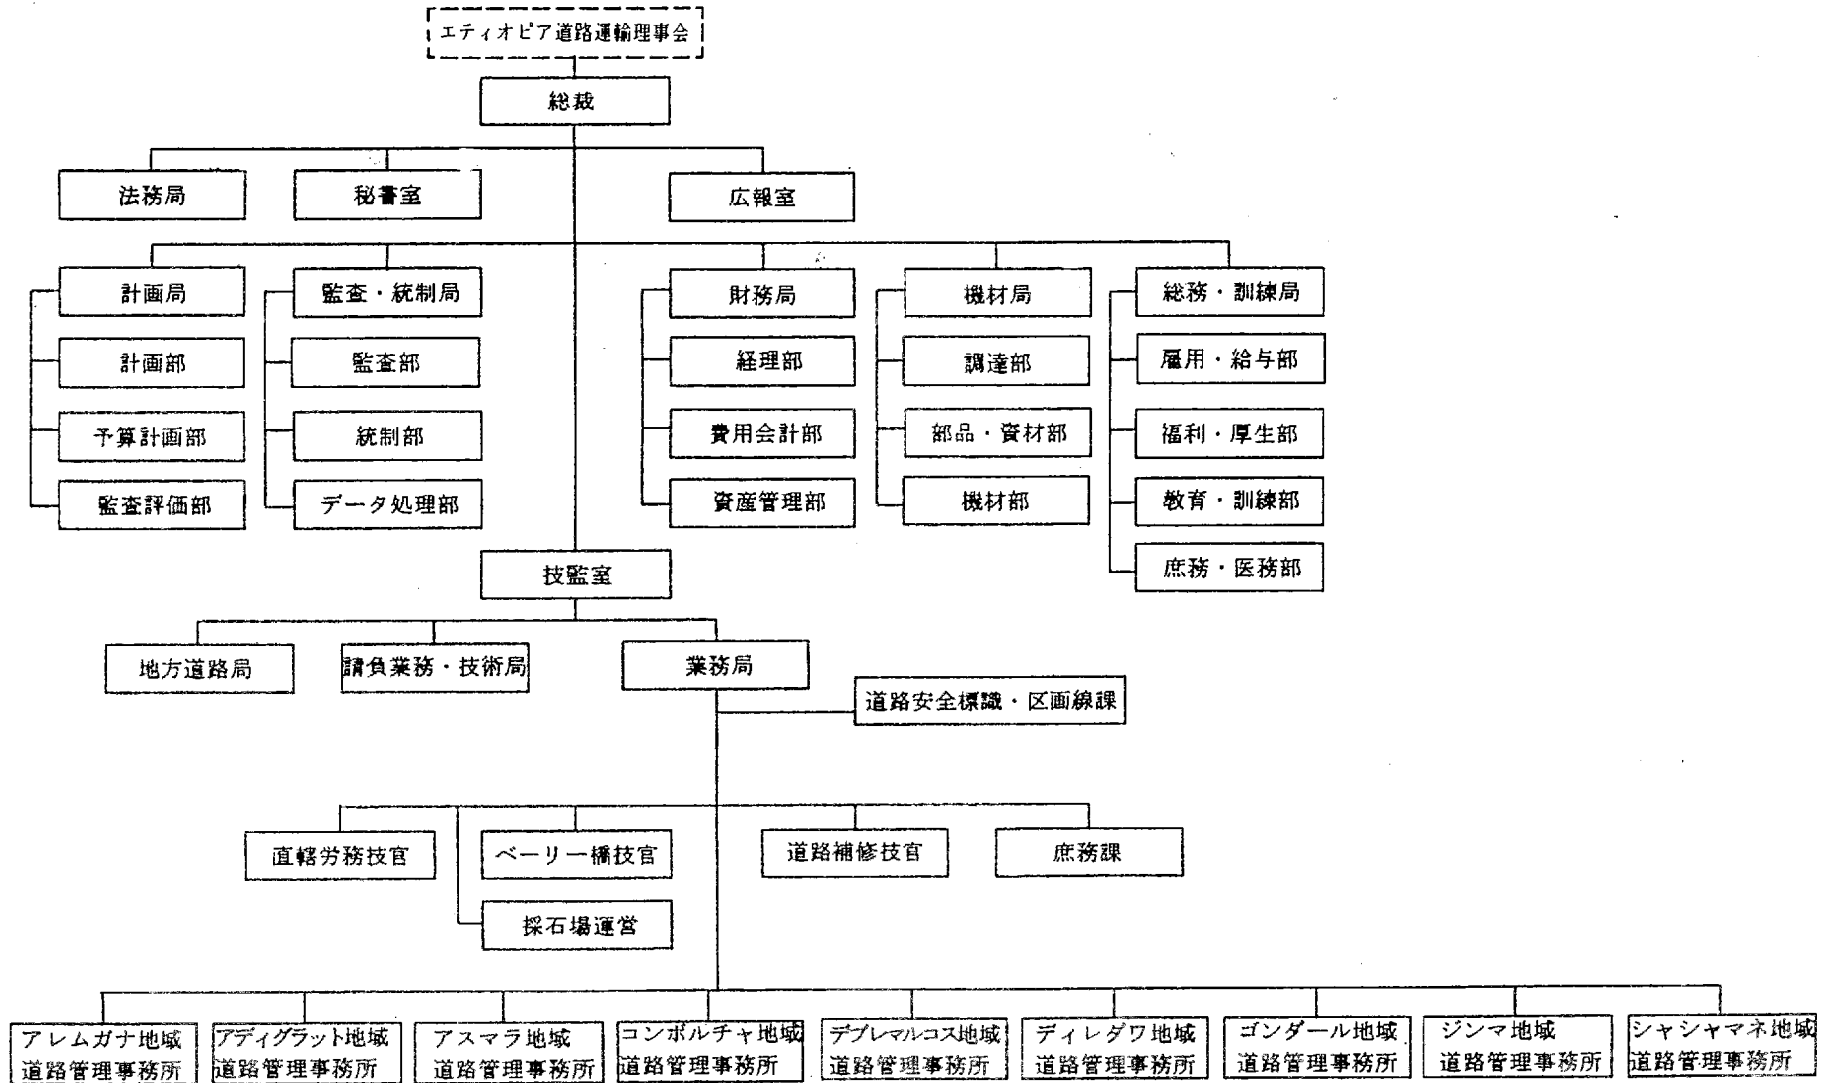 エティオピア道路運輸理事会
総裁
法務局
秘書室
広報室
計画局
監査・統制局
財務局
機材局
総務・訓練局
計画部
監査部
経理部
調達部
雇用・給与部
予算計画部
統制部
費用会計部
部品・資材部
福利・厚生部
監査評価部
データ処理部
資産管理部
機材部
教育・訓練部
庶務・医務部
技監室
地方道路局
請負業務・技術局
業務局
道路安全標識・区画線課
直轄労務技官
ベーリー橋技官
道路補修技官
庶務課
採石場運営
アレムガナ地域
道路管理事務所
アディグラット地域
道路管理事務所
アスマラ地域
道路管理事務所
コンボルチャ地域
道路管理事務所
デブレマルコス地域
道路管理事務所
ディレダワ地域
道路管理事務所
ゴンダール地域
道路管理事務所
ジンマ地域
道路管理事務所
シャシャマネ地域
道路管理事務所